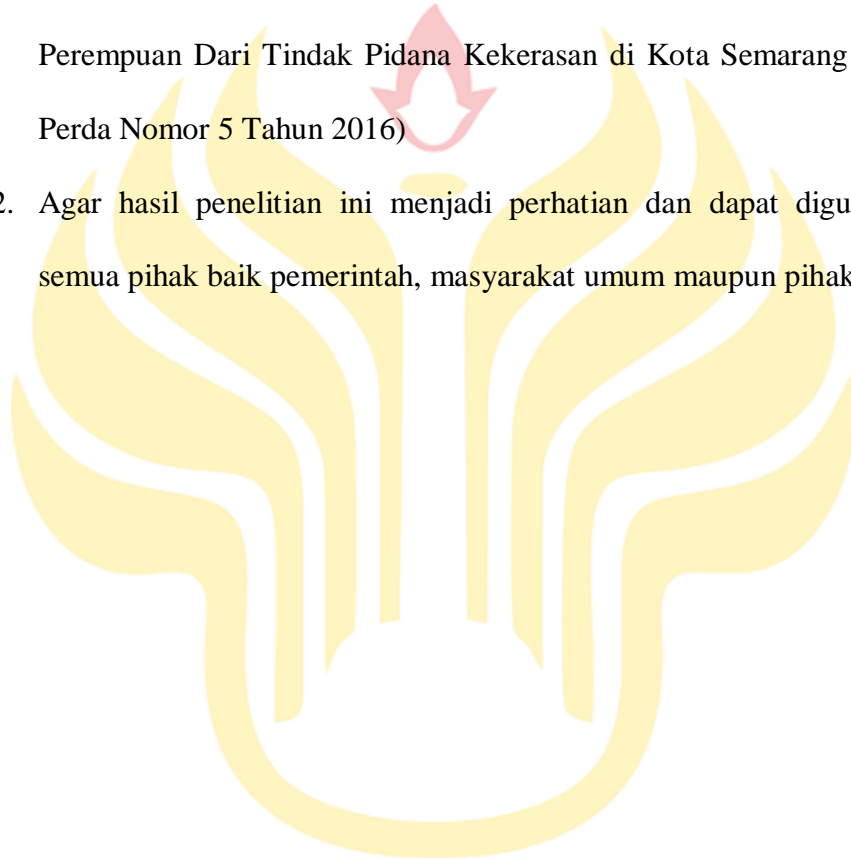 Perempuan Dari Tindak Pidana Kekerasan di Kota Semarang
Perda Nomor 5 Tahun 2016)
2. Agar hasil penelitian ini menjadi perhatian dan dapat digu
semua pihak baik pemerintah, masyarakat umum maupun pihak